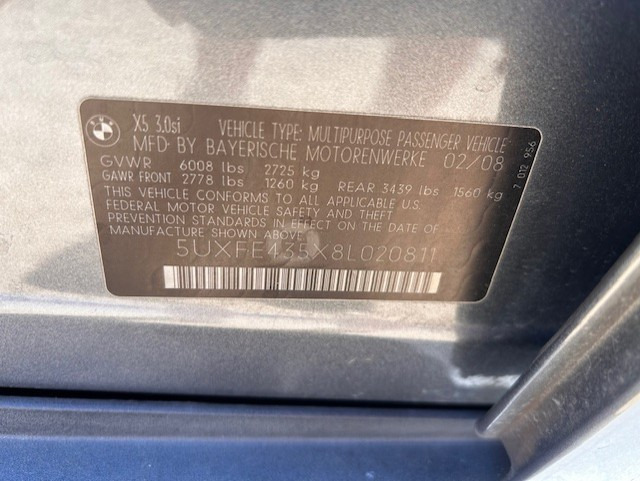 X5 3.0si VEHICLE TYPE: MULTIPURPOSE PASSENGER VEHICLE
MFD BY BAYERISCHE MOTORENWERKE 02/08
GVWR 6008 lbs 2725 kg
GAWR FRONT 2778 lbs 1260 kg REAR 3439 lbs 1560 kg
THIS VEHICLE CONFORMS TO ALL APPLICABLE U.S.
FEDERAL MOTOR VEHICLE SAFETY AND THEFT
PREVENTION STANDARDS IN EFFECT ON THE DATE OF
MANUFACTURE SHOWN ABOVE.
5UXFE435X8L020811
7 012 956